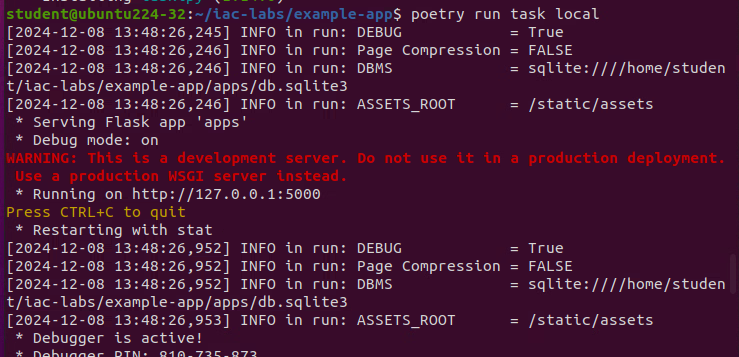 student@ubuntu224-32:~/iac-labs/example-app$ poetry run task local
[2024-12-08 13:48:26,245] INFO in run: DEBUG            = True
[2024-12-08 13:48:26,246] INFO in run: Page Compression = FALSE
[2024-12-08 13:48:26,246] INFO in run: DBMS             = sqlite:////home/studen
t/iac-labs/example-app/apps/db.sqlite3
[2024-12-08 13:48:26,246] INFO in run: ASSETS_ROOT      = /static/assets
 * Serving Flask app 'apps'
 * Debug mode: on
WARNING: This is a development server. Do not use it in a production deployment.
 Use a production WSGI server instead.
 * Running on http://127.0.0.1:5000
Press CTRL+C to quit
 * Restarting with stat
[2024-12-08 13:48:26,952] INFO in run: DEBUG            = True
[2024-12-08 13:48:26,952] INFO in run: Page Compression = FALSE
[2024-12-08 13:48:26,952] INFO in run: DBMS             = sqlite:////home/studen
t/iac-labs/example-app/apps/db.sqlite3
[2024-12-08 13:48:26,953] INFO in run: ASSETS_ROOT      = /static/assets
 * Debugger is active!
 * Debugger PIN: 810-735-873